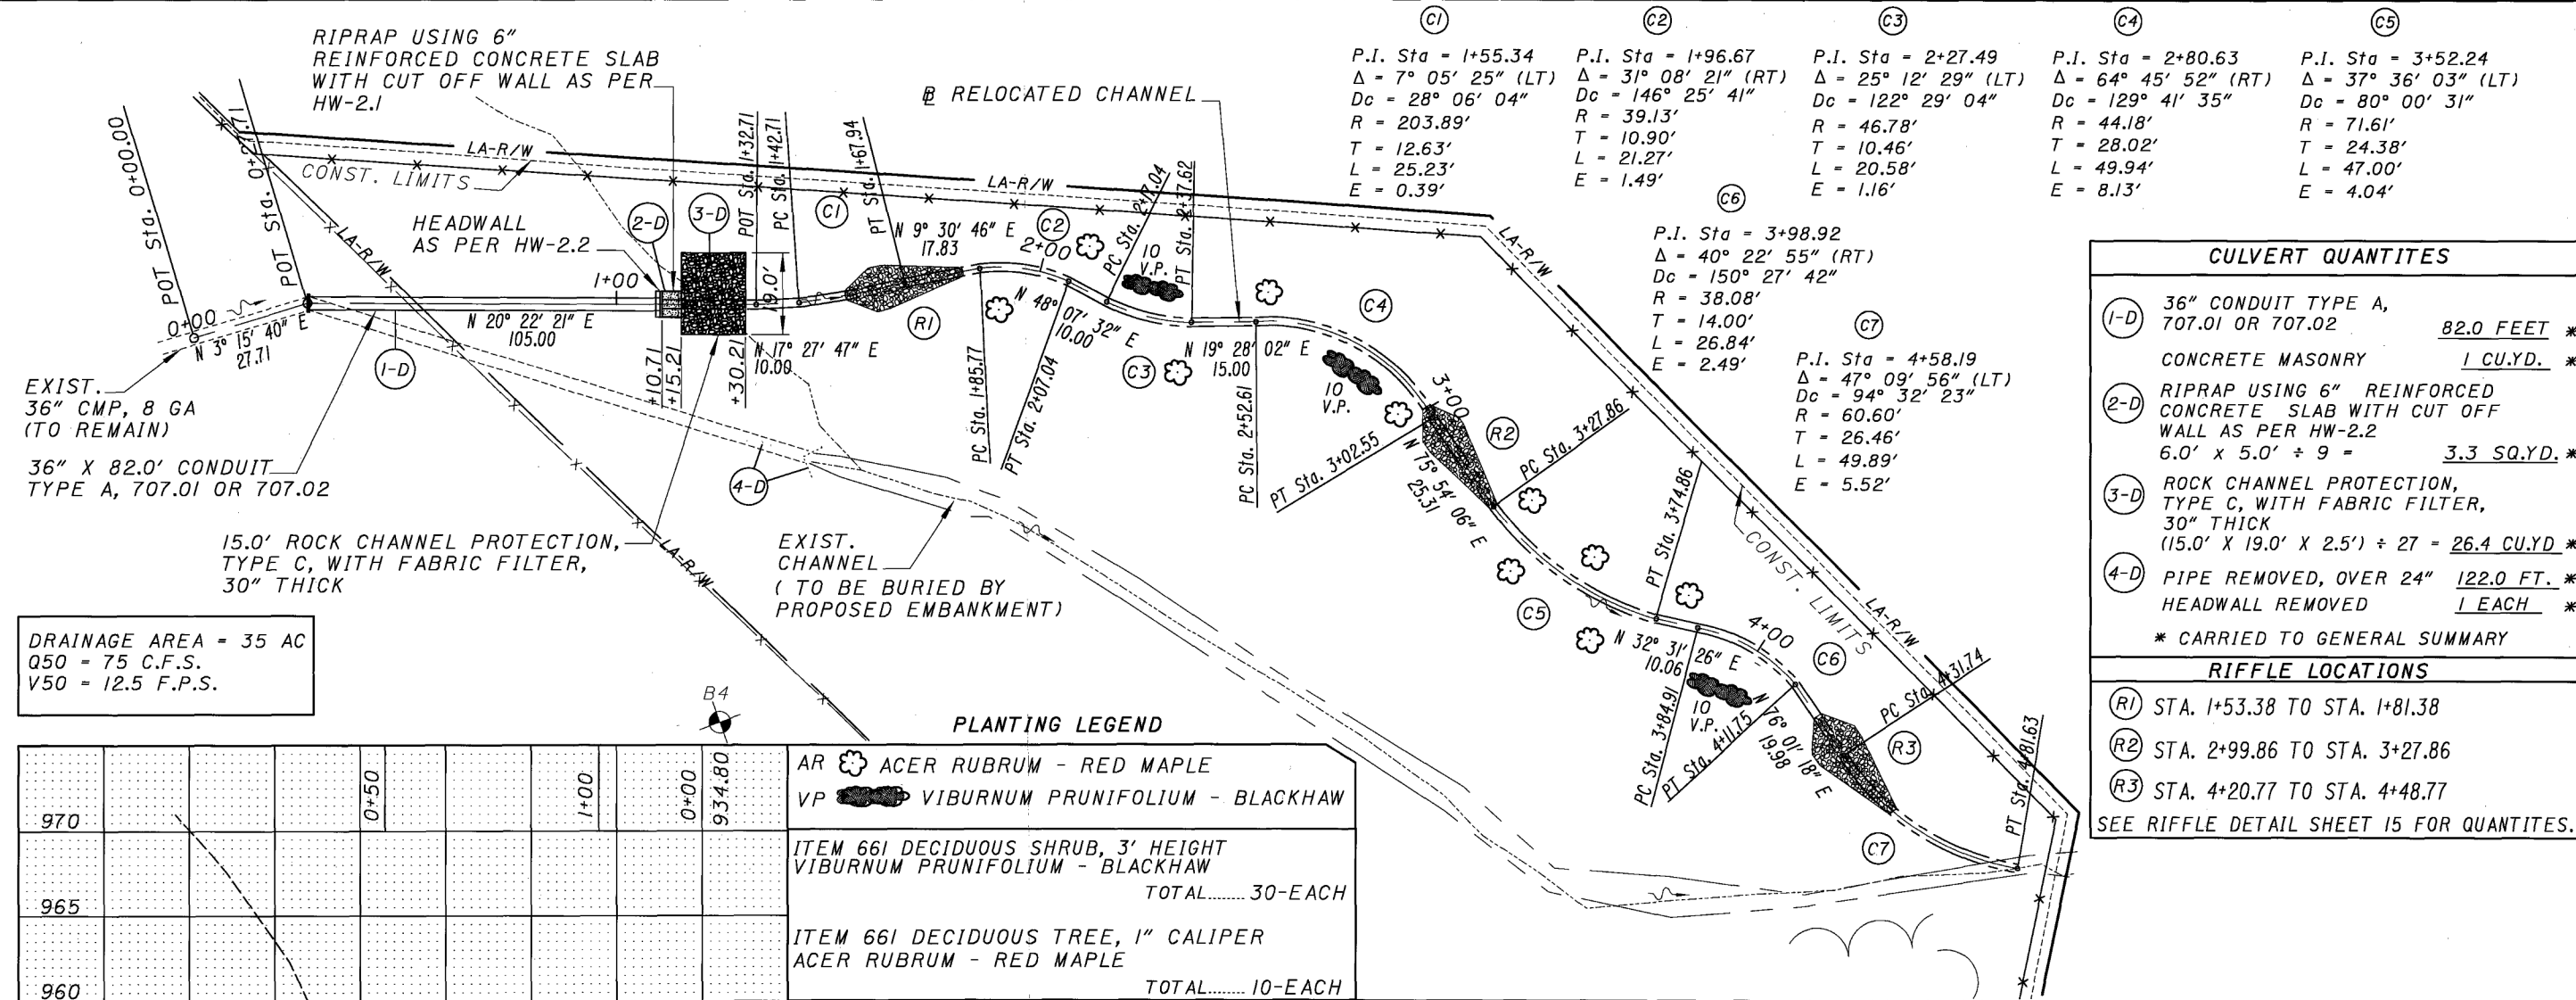 RIPRAP USING 6"
REINFORCED CONCRETE SLAB
WITH CUT OFF WALL AS PER
HW-2.1
POT Sta. 0+00.00
POT Sta. 0+27.71
LA-R/W
CONST. LIMITS
HEADWALL
AS PER HW-2.2
2-D
3-D
POT Sta. 1+32.71
PC Sta. 1+42.71
C1
PT Sta. 1+67.94
N 9° 30' 46" E
17.83
LA-R/W
℄ RELOCATED CHANNEL
C2
2+00
PC Sta. 2+17.04
PT Sta. 2+37.62
10
V.P.
LA-R/W
0+00
N 3° 15' 40" E
27.71
LA-R/W
1+00
19.0'
N 20° 22' 21" E
105.00
1-D
+10.71
+15.21
+30.21
N 17° 27' 47" E
10.00
R1
PC Sta. 1+85.77
PT Sta. 2+07.04
N 48° 07' 32" E
10.00
C3
N 19° 28' 02" E
15.00
PC Sta. 2+52.61
C4
10
V.P.
3+00
R2
PT Sta. 3+02.55
N 75° 54' 06" E
25.31
PC Sta. 3+27.86
LA-R/W
EXIST.
36" CMP, 8 GA
(TO REMAIN)
36" X 82.0' CONDUIT
TYPE A, 707.01 OR 707.02
4-D
15.0' ROCK CHANNEL PROTECTION,
TYPE C, WITH FABRIC FILTER,
30" THICK
LA-R/W
EXIST.
CHANNEL
( TO BE BURIED BY
PROPOSED EMBANKMENT)
C5
PT Sta. 3+74.86
N 32° 31' 26" E
10.06
4+00
CONST. LIMITS
LA-R/W
C6
10
V.P.
PC Sta. 3+84.91
PT Sta. 4+11.75
N 76° 01' 18" E
19.98
R3
PC Sta. 4+31.74
C7
PT Sta. 4+81.63
C1
P.I. Sta = 1+55.34
Δ = 7° 05' 25" (LT)
Dc = 28° 06' 04"
R = 203.89'
T = 12.63'
L = 25.23'
E = 0.39'
C2
P.I. Sta = 1+96.67
Δ = 31° 08' 21" (RT)
Dc = 146° 25' 41"
R = 39.13'
T = 10.90'
L = 21.27'
E = 1.49'
C3
P.I. Sta = 2+27.49
Δ = 25° 12' 29" (LT)
Dc = 122° 29' 04"
R = 46.78'
T = 10.46'
L = 20.58'
E = 1.16'
C4
P.I. Sta = 2+80.63
Δ = 64° 45' 52" (RT)
Dc = 129° 41' 35"
R = 44.18'
T = 28.02'
L = 49.94'
E = 8.13'
C5
P.I. Sta = 3+52.24
Δ = 37° 36' 03" (LT)
Dc = 80° 00' 31"
R = 71.61'
T = 24.38'
L = 47.00'
E = 4.04'
C6
P.I. Sta = 3+98.92
Δ = 40° 22' 55" (RT)
Dc = 150° 27' 42"
R = 38.08'
T = 14.00'
L = 26.84'
E = 2.49'
C7
P.I. Sta = 4+58.19
Δ = 47° 09' 56" (LT)
Dc = 94° 32' 23"
R = 60.60'
T = 26.46'
L = 49.89'
E = 5.52'
CULVERT QUANTITES
1-D 36" CONDUIT TYPE A,
707.01 OR 707.02 82.0 FEET *
CONCRETE MASONRY 1 CU.YD. *
2-D RIPRAP USING 6" REINFORCED
CONCRETE SLAB WITH CUT OFF
WALL AS PER HW-2.2
6.0' x 5.0' ÷ 9 = 3.3 SQ.YD. *
3-D ROCK CHANNEL PROTECTION,
TYPE C, WITH FABRIC FILTER,
30" THICK
(15.0' X 19.0' X 2.5') ÷ 27 = 26.4 CU.YD *
4-D PIPE REMOVED, OVER 24" 122.0 FT. *
HEADWALL REMOVED 1 EACH *
* CARRIED TO GENERAL SUMMARY
RIFFLE LOCATIONS
R1 STA. 1+53.38 TO STA. 1+81.38
R2 STA. 2+99.86 TO STA. 3+27.86
R3 STA. 4+20.77 TO STA. 4+48.77
SEE RIFFLE DETAIL SHEET 15 FOR QUANTITES.
DRAINAGE AREA = 35 AC
Q50 = 75 C.F.S.
V50 = 12.5 F.P.S.
B4
970
965
960
0+50
1+00
0+00
934.80
PLANTING LEGEND
AR ACER RUBRUM - RED MAPLE
VP VIBURNUM PRUNIFOLIUM - BLACKHAW
ITEM 661 DECIDUOUS SHRUB, 3' HEIGHT
VIBURNUM PRUNIFOLIUM - BLACKHAW
TOTAL........ 30-EACH
ITEM 661 DECIDUOUS TREE, 1" CALIPER
ACER RUBRUM - RED MAPLE
TOTAL........ 10-EACH